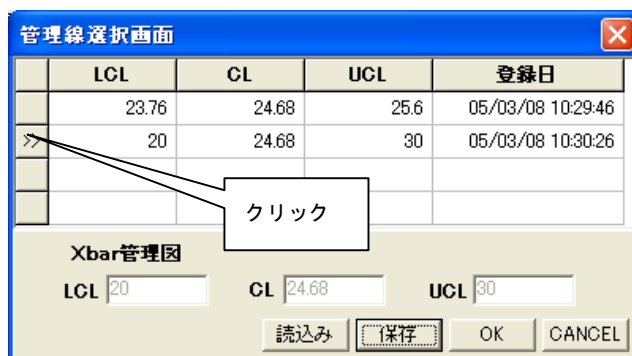 管理線選択画面
LCL CL UCL 登録日
23.76 24.68 25.6 05/03/08 10:29:46
>> 20 24.68 30 05/03/08 10:30:26
クリック
Xbar管理図
LCL 20 CL 24.68 UCL 30
読込み 保存 OK CANCEL